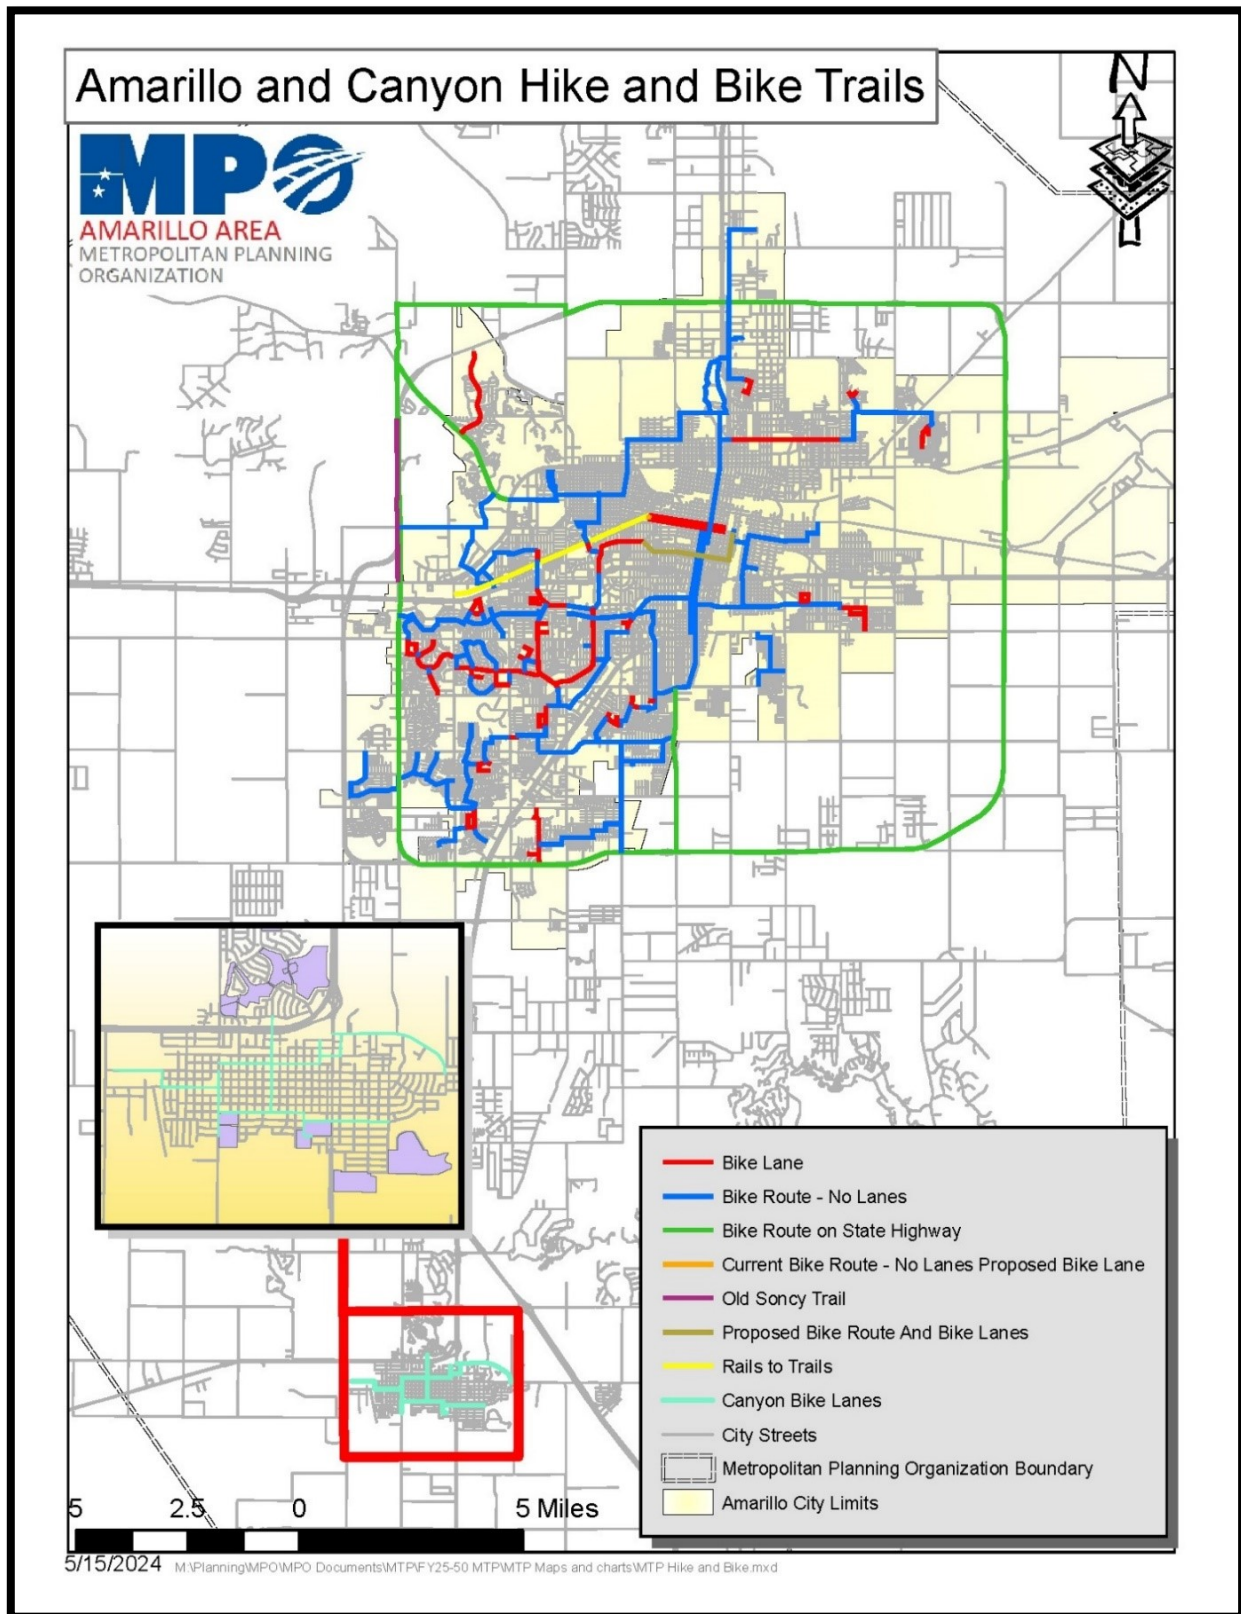 Amarillo and Canyon Hike and Bike Trails
N
MPO
AMARILLO AREA
METROPOLITAN PLANNING
ORGANIZATION
Bike Lane
Bike Route - No Lanes
Bike Route on State Highway
Current Bike Route - No Lanes Proposed Bike Lane
Old Soncy Trail
Proposed Bike Route And Bike Lanes
Rails to Trails
Canyon Bike Lanes
City Streets
Metropolitan Planning Organization Boundary
Amarillo City Limits
5 2.5 0 5 Miles
5/15/2024 M:\Planning\MPO\MPO Documents\MTP\FY25-50 MTP\MTP Maps and charts\MTP Hike and Bike.mxd